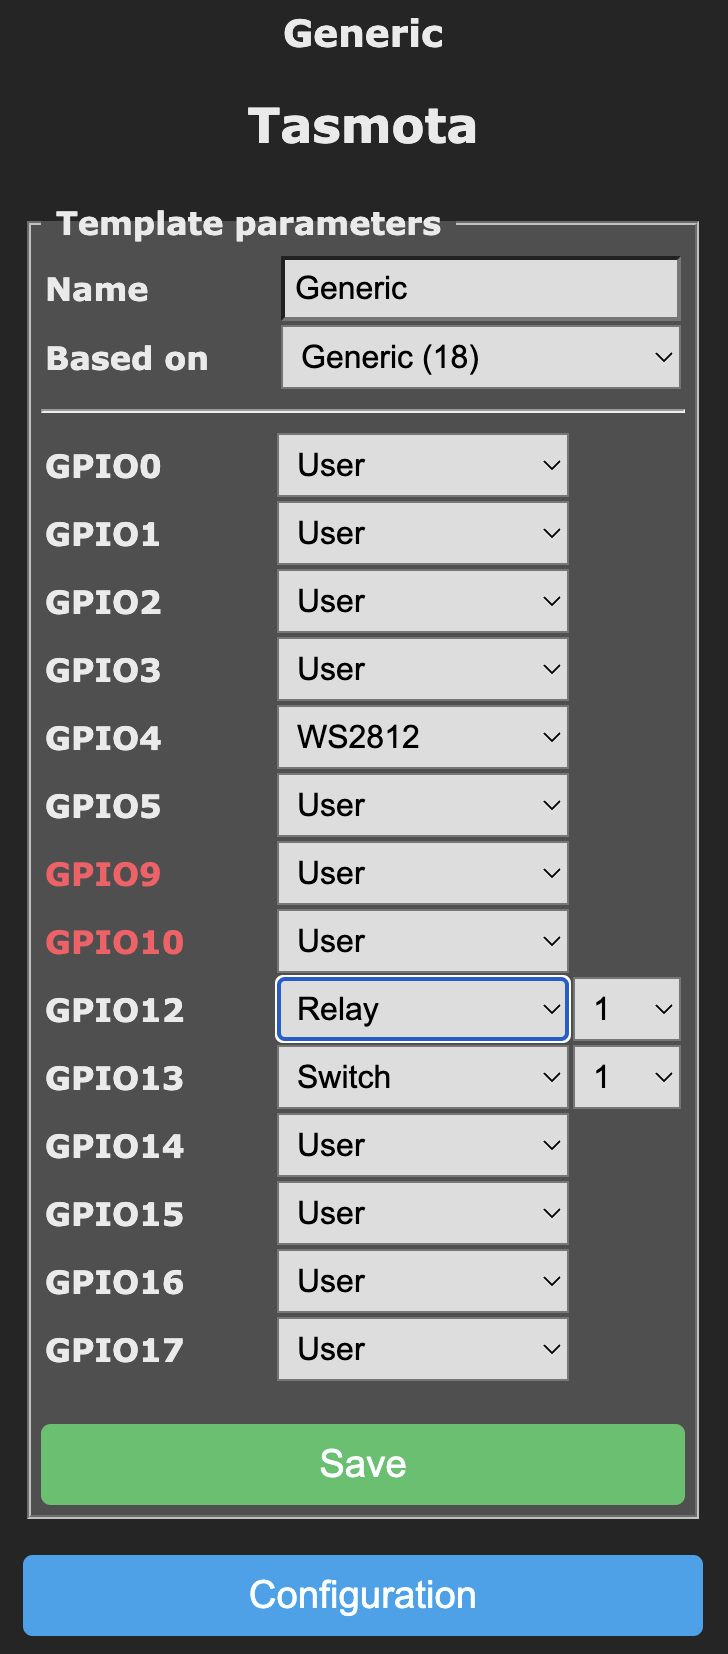 Generic
Tasmota
Template parameters
Name Generic
Based on Generic (18)
GPIO0 User
GPIO1 User
GPIO2 User
GPIO3 User
GPIO4 WS2812
GPIO5 User
GPIO9 User
GPIO10 User
GPIO12 Relay 1
GPIO13 Switch 1
GPIO14 User
GPIO15 User
GPIO16 User
GPIO17 User
Save
Configuration